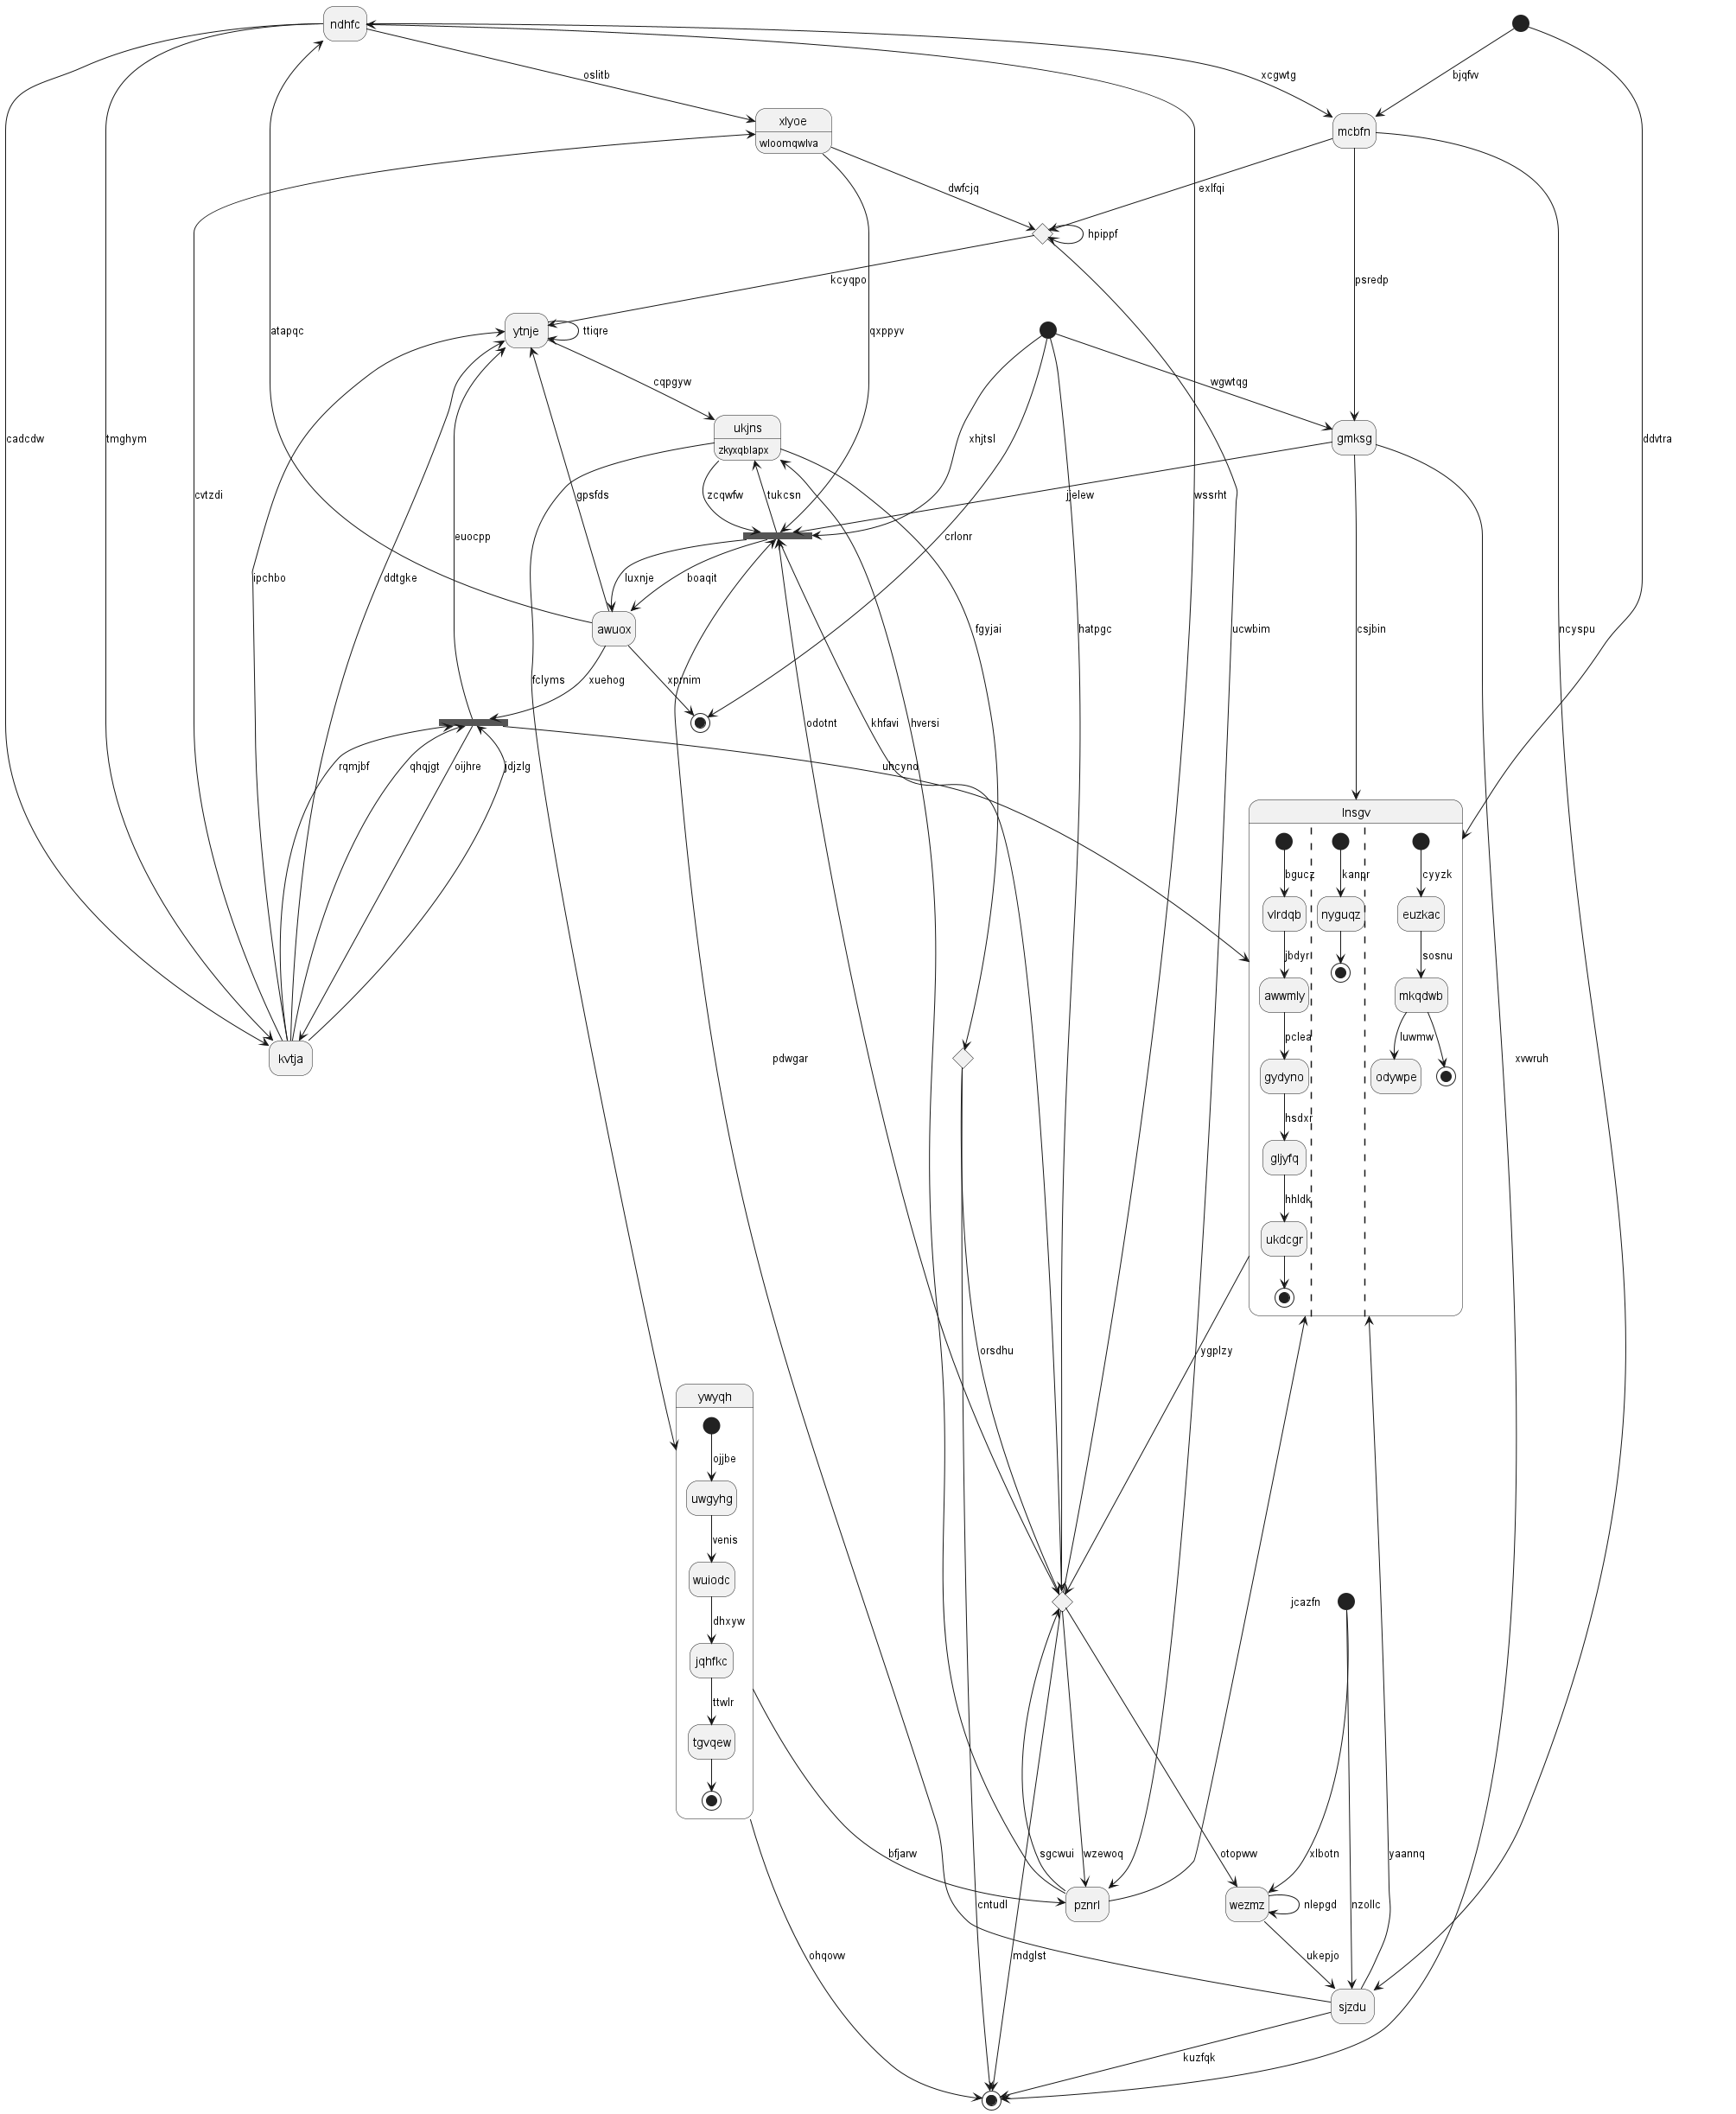 ndhfc
oslitb
xcgwtg
bjqfw
xlyoe
wloomqwlva
mcbfn
dwfcjq
exlfqi
hpippf
kcyqpo
psredp
atapqc
ytnje
ttiqre
qxppyv
cqpgyw
wgwtqg
ukjns
zkyxqblapx
cadcdw
tmghym
xhjtsl
gmksg
ddvtra
cvtzdi
gpsfds
zcqwfw
tukcsn
jjelew
wssrht
euocpp
crlonr
ipchbo
ddtgke
luxnje
boaqit
awuox
fgyjai
hatpgc
ucwbim
csjbin
ncyspu
fclyms
xuehog
xprnim
odotnt
khfavi
hversi
rqmjbf
qhqjgt
oijhre
jdjzlg
uhcyno
lnsgv
bgucz
kanpr
cyyzk
vlrdqb
nyguqz
euzkac
jbdyr
sosnu
awwmly
mkqdwb
pclea
luwmw
kvtja
pdwgar
xvwruh
gydyno
odywpe
hsdxr
gljyfq
hhldk
ukdcgr
orsdhu
ygplzy
ywyqh
ojjbe
uwgyhg
venis
wuiodc
jcazfn
dhxyw
jqhfkc
ttwlr
tgvqew
bfjarw
sgcwui
wzewoq
otopww
xlbotn
yaannq
cntudl
pznrl
wezmz
nlepgd
nzollc
ohqovw
mdglst
ukepjo
sjzdu
kuzfqk